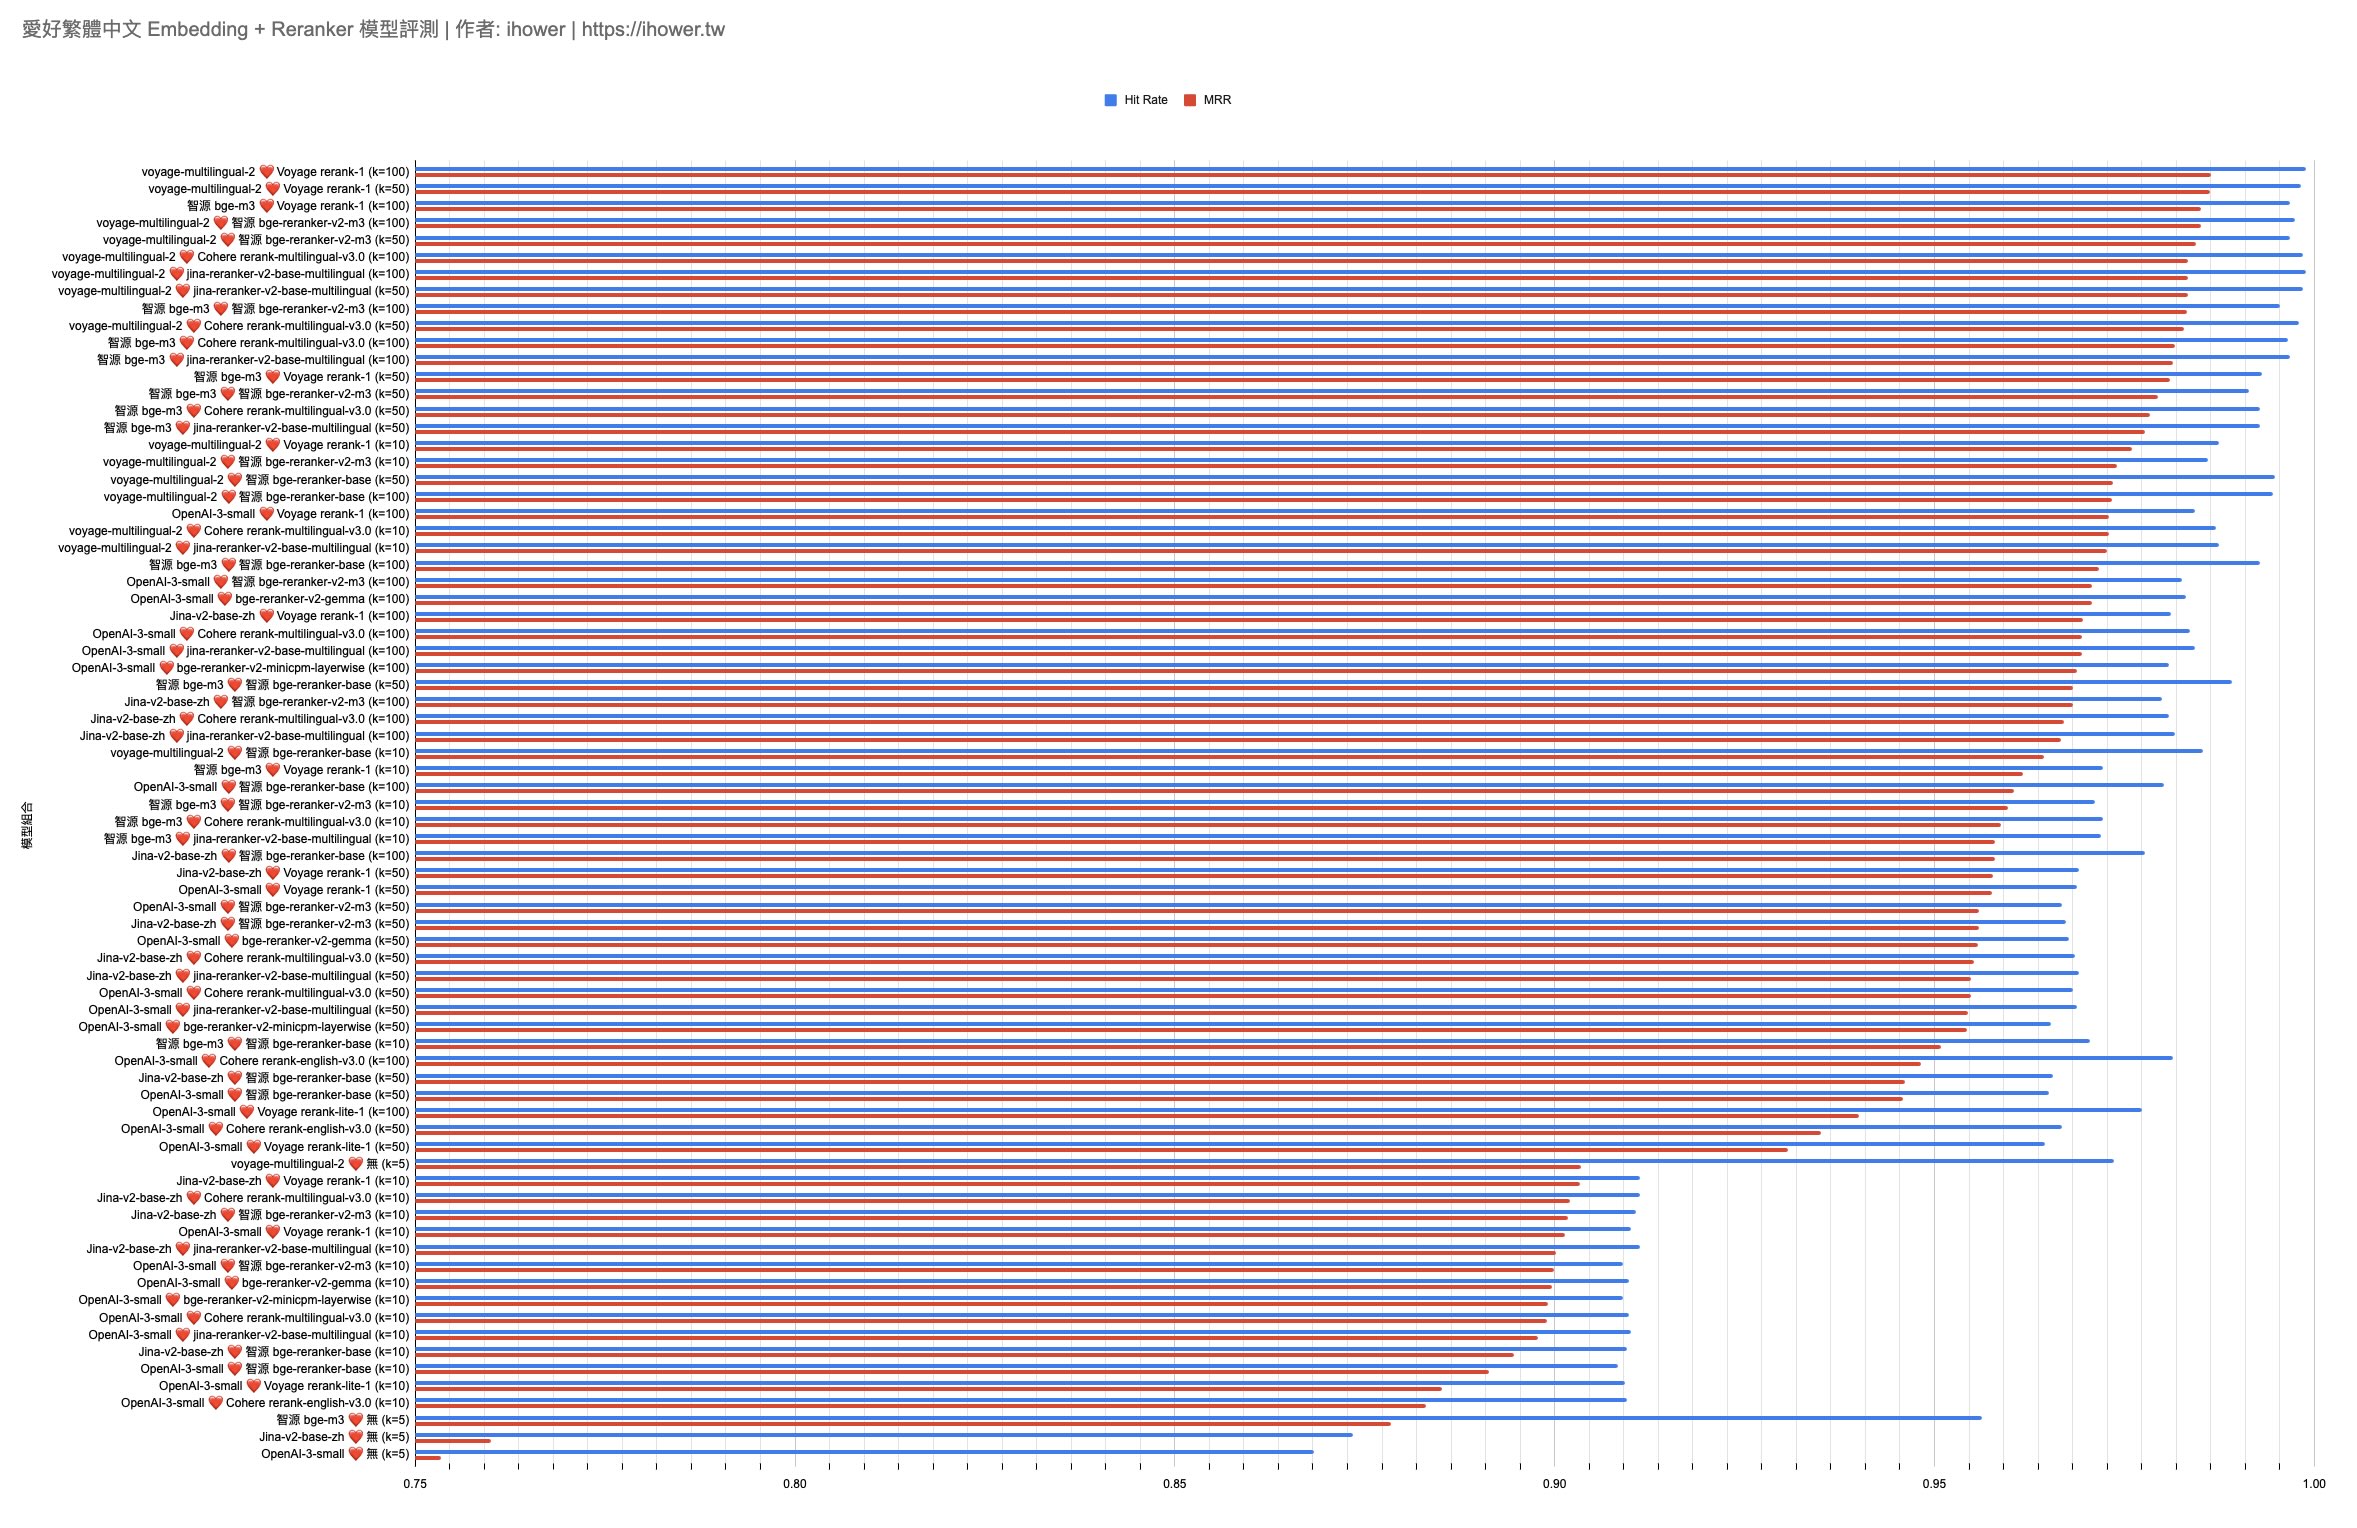 愛好繁體中文 Embedding + Reranker 模型評測 | 作者: ihower | https://ihower.tw
Hit Rate
MRR
voyage-multilingual-2 ❤️ Voyage rerank-1 (k=100)
voyage-multilingual-2 ❤️ Voyage rerank-1 (k=50)
智源 bge-m3 ❤️ Voyage rerank-1 (k=100)
voyage-multilingual-2 ❤️ 智源 bge-reranker-v2-m3 (k=100)
voyage-multilingual-2 ❤️ 智源 bge-reranker-v2-m3 (k=50)
voyage-multilingual-2 ❤️ Cohere rerank-multilingual-v3.0 (k=100)
voyage-multilingual-2 ❤️ jina-reranker-v2-base-multilingual (k=100)
voyage-multilingual-2 ❤️ jina-reranker-v2-base-multilingual (k=50)
智源 bge-m3 ❤️ 智源 bge-reranker-v2-m3 (k=100)
voyage-multilingual-2 ❤️ Cohere rerank-multilingual-v3.0 (k=50)
智源 bge-m3 ❤️ Cohere rerank-multilingual-v3.0 (k=100)
智源 bge-m3 ❤️ jina-reranker-v2-base-multilingual (k=100)
智源 bge-m3 ❤️ Voyage rerank-1 (k=50)
智源 bge-m3 ❤️ 智源 bge-reranker-v2-m3 (k=50)
智源 bge-m3 ❤️ Cohere rerank-multilingual-v3.0 (k=50)
智源 bge-m3 ❤️ jina-reranker-v2-base-multilingual (k=50)
voyage-multilingual-2 ❤️ Voyage rerank-1 (k=10)
voyage-multilingual-2 ❤️ 智源 bge-reranker-v2-m3 (k=10)
voyage-multilingual-2 ❤️ 智源 bge-reranker-base (k=50)
voyage-multilingual-2 ❤️ 智源 bge-reranker-base (k=100)
OpenAI-3-small ❤️ Voyage rerank-1 (k=100)
voyage-multilingual-2 ❤️ Cohere rerank-multilingual-v3.0 (k=10)
voyage-multilingual-2 ❤️ jina-reranker-v2-base-multilingual (k=10)
智源 bge-m3 ❤️ 智源 bge-reranker-base (k=100)
OpenAI-3-small ❤️ 智源 bge-reranker-v2-m3 (k=100)
OpenAI-3-small ❤️ bge-reranker-v2-gemma (k=100)
Jina-v2-base-zh ❤️ Voyage rerank-1 (k=100)
OpenAI-3-small ❤️ Cohere rerank-multilingual-v3.0 (k=100)
OpenAI-3-small ❤️ jina-reranker-v2-base-multilingual (k=100)
OpenAI-3-small ❤️ bge-reranker-v2-minicpm-layerwise (k=100)
智源 bge-m3 ❤️ 智源 bge-reranker-base (k=50)
Jina-v2-base-zh ❤️ 智源 bge-reranker-v2-m3 (k=100)
Jina-v2-base-zh ❤️ Cohere rerank-multilingual-v3.0 (k=100)
Jina-v2-base-zh ❤️ jina-reranker-v2-base-multilingual (k=100)
voyage-multilingual-2 ❤️ 智源 bge-reranker-base (k=10)
智源 bge-m3 ❤️ Voyage rerank-1 (k=10)
OpenAI-3-small ❤️ 智源 bge-reranker-base (k=100)
智源 bge-m3 ❤️ 智源 bge-reranker-v2-m3 (k=10)
智源 bge-m3 ❤️ Cohere rerank-multilingual-v3.0 (k=10)
智源 bge-m3 ❤️ jina-reranker-v2-base-multilingual (k=10)
Jina-v2-base-zh ❤️ 智源 bge-reranker-base (k=100)
Jina-v2-base-zh ❤️ Voyage rerank-1 (k=50)
OpenAI-3-small ❤️ Voyage rerank-1 (k=50)
OpenAI-3-small ❤️ 智源 bge-reranker-v2-m3 (k=50)
Jina-v2-base-zh ❤️ 智源 bge-reranker-v2-m3 (k=50)
OpenAI-3-small ❤️ bge-reranker-v2-gemma (k=50)
Jina-v2-base-zh ❤️ Cohere rerank-multilingual-v3.0 (k=50)
Jina-v2-base-zh ❤️ jina-reranker-v2-base-multilingual (k=50)
OpenAI-3-small ❤️ Cohere rerank-multilingual-v3.0 (k=50)
OpenAI-3-small ❤️ jina-reranker-v2-base-multilingual (k=50)
OpenAI-3-small ❤️ bge-reranker-v2-minicpm-layerwise (k=50)
智源 bge-m3 ❤️ 智源 bge-reranker-base (k=10)
OpenAI-3-small ❤️ Cohere rerank-english-v3.0 (k=100)
Jina-v2-base-zh ❤️ 智源 bge-reranker-base (k=50)
OpenAI-3-small ❤️ 智源 bge-reranker-base (k=50)
OpenAI-3-small ❤️ Voyage rerank-lite-1 (k=100)
OpenAI-3-small ❤️ Cohere rerank-english-v3.0 (k=50)
OpenAI-3-small ❤️ Voyage rerank-lite-1 (k=50)
voyage-multilingual-2 ❤️ 無 (k=5)
Jina-v2-base-zh ❤️ Voyage rerank-1 (k=10)
Jina-v2-base-zh ❤️ Cohere rerank-multilingual-v3.0 (k=10)
Jina-v2-base-zh ❤️ 智源 bge-reranker-v2-m3 (k=10)
OpenAI-3-small ❤️ Voyage rerank-1 (k=10)
Jina-v2-base-zh ❤️ jina-reranker-v2-base-multilingual (k=10)
OpenAI-3-small ❤️ 智源 bge-reranker-v2-m3 (k=10)
OpenAI-3-small ❤️ bge-reranker-v2-gemma (k=10)
OpenAI-3-small ❤️ bge-reranker-v2-minicpm-layerwise (k=10)
OpenAI-3-small ❤️ Cohere rerank-multilingual-v3.0 (k=10)
OpenAI-3-small ❤️ jina-reranker-v2-base-multilingual (k=10)
Jina-v2-base-zh ❤️ 智源 bge-reranker-base (k=10)
OpenAI-3-small ❤️ 智源 bge-reranker-base (k=10)
OpenAI-3-small ❤️ Voyage rerank-lite-1 (k=10)
OpenAI-3-small ❤️ Cohere rerank-english-v3.0 (k=10)
智源 bge-m3 ❤️ 無 (k=5)
Jina-v2-base-zh ❤️ 無 (k=5)
OpenAI-3-small ❤️ 無 (k=5)
模型組合
0.75 0.80 0.85 0.90 0.95 1.00